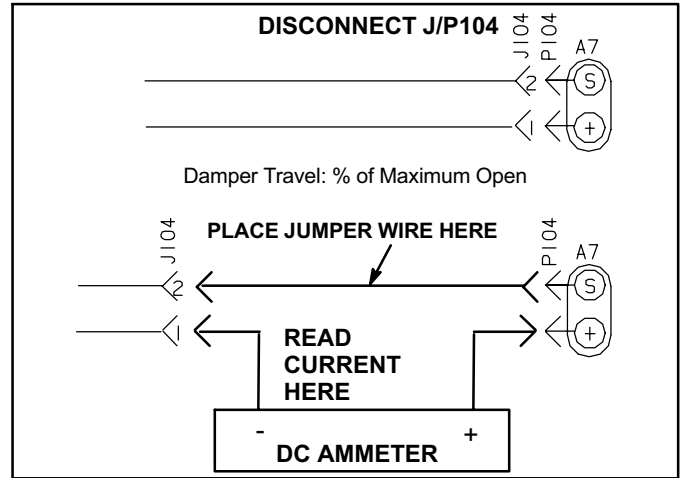 DISCONNECT J/P104
J104
P104
A7
2
S
1
+
Damper Travel: % of Maximum Open
J104
PLACE JUMPER WIRE HERE
P104
A7
2
S
1
+
READ
CURRENT
HERE
- +
DC AMMETER